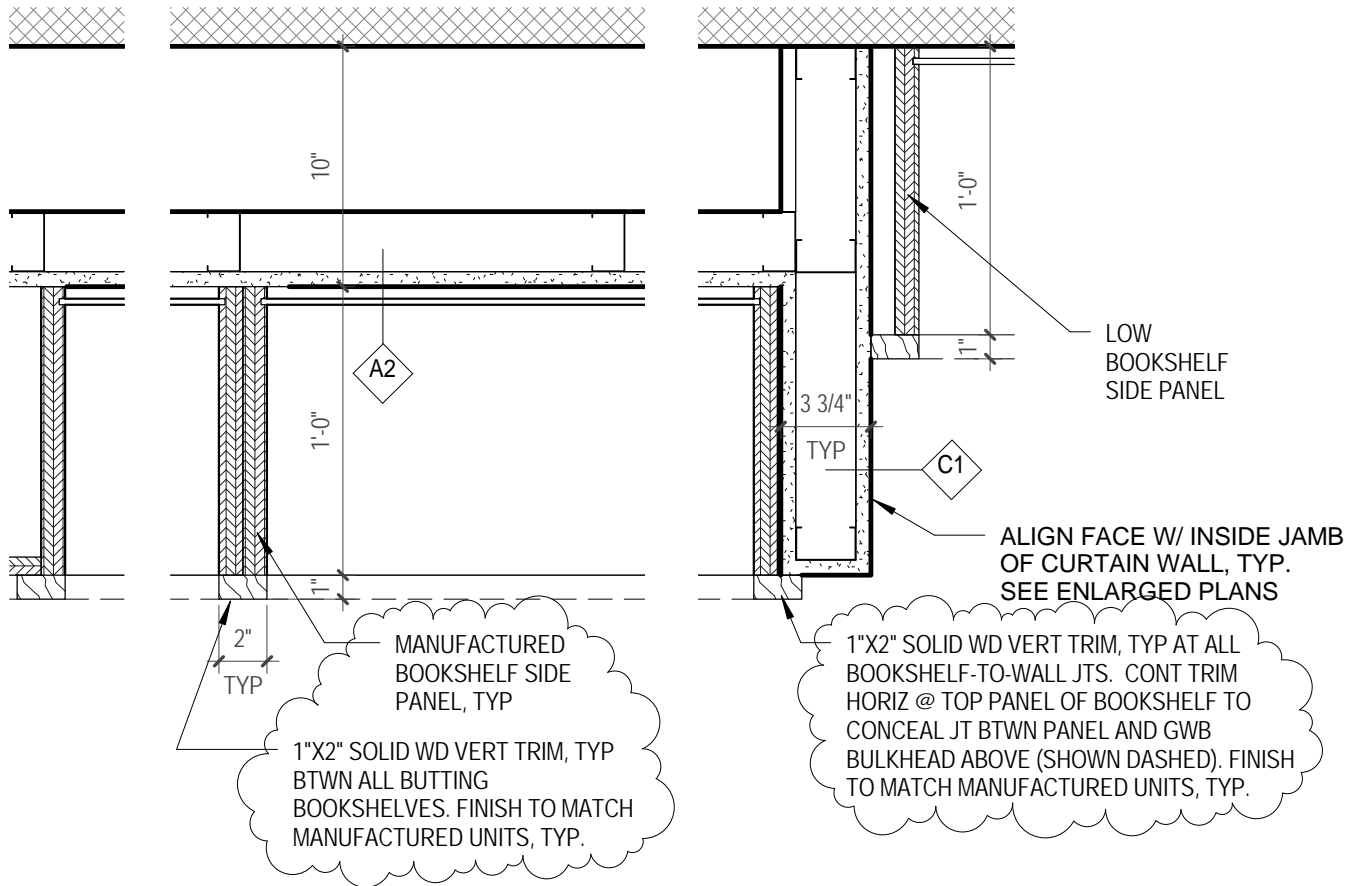 10"
1'-0"
A2
1'-0"
1"
LOW
BOOKSHELF
SIDE PANEL
3 3/4"
TYP
C1
ALIGN FACE W/ INSIDE JAMB
OF CURTAIN WALL, TYP.
SEE ENLARGED PLANS
1"
2"
TYP
MANUFACTURED
BOOKSHELF SIDE
PANEL, TYP
1"X2" SOLID WD VERT TRIM, TYP
BTWN ALL BUTTING
BOOKSHELVES. FINISH TO MATCH
MANUFACTURED UNITS, TYP.
1"X2" SOLID WD VERT TRIM, TYP AT ALL
BOOKSHELF-TO-WALL JTS. CONT TRIM
HORIZ @ TOP PANEL OF BOOKSHELF TO
CONCEAL JT BTWN PANEL AND GWB
BULKHEAD ABOVE (SHOWN DASHED). FINISH
TO MATCH MANUFACTURED UNITS, TYP.